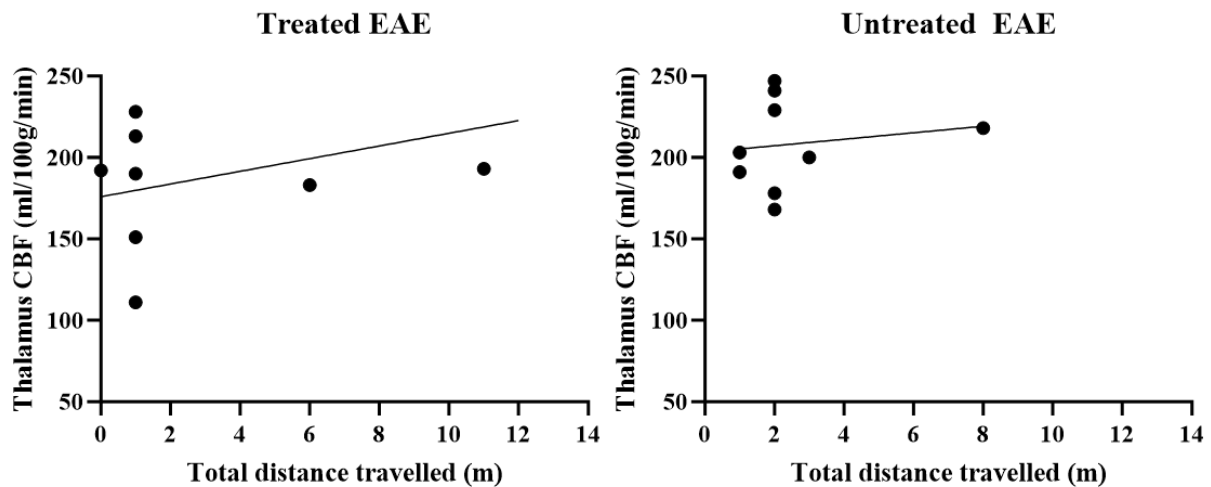 Treated EAE
Thalamus CBF (ml/100g/min)
250
200
150
100
50
0 2 4 6 8 10 12 14
Total distance travelled (m)
Untreated EAE
Thalamus CBF (ml/100g/min)
250
200
150
100
50
0 2 4 6 8 10 12 14
Total distance travelled (m)